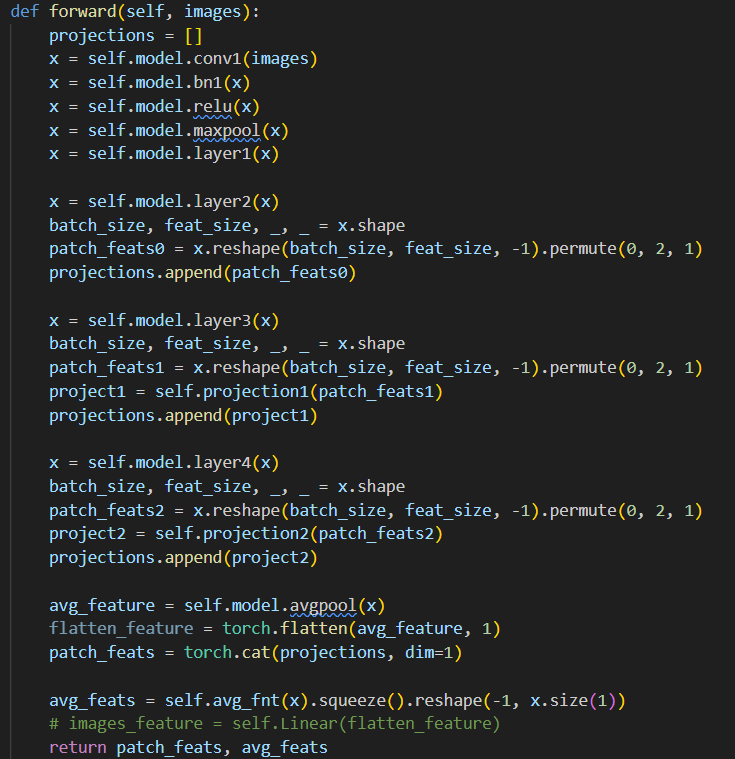 def forward(self, images):
    projections = []
    x = self.model.conv1(images)
    x = self.model.bn1(x)
    x = self.model.relu(x)
    x = self.model.maxpool(x)
    x = self.model.layer1(x)

    x = self.model.layer2(x)
    batch_size, feat_size, _, _ = x.shape
    patch_feats0 = x.reshape(batch_size, feat_size, -1).permute(0, 2, 1)
    projections.append(patch_feats0)

    x = self.model.layer3(x)
    batch_size, feat_size, _, _ = x.shape
    patch_feats1 = x.reshape(batch_size, feat_size, -1).permute(0, 2, 1)
    project1 = self.projection1(patch_feats1)
    projections.append(project1)

    x = self.model.layer4(x)
    batch_size, feat_size, _, _ = x.shape
    patch_feats2 = x.reshape(batch_size, feat_size, -1).permute(0, 2, 1)
    project2 = self.projection2(patch_feats2)
    projections.append(project2)

    avg_feature = self.model.avgpool(x)
    flatten_feature = torch.flatten(avg_feature, 1)
    patch_feats = torch.cat(projections, dim=1)

    avg_feats = self.avg_fnt(x).squeeze().reshape(-1, x.size(1))
    # images_feature = self.Linear(flatten_feature)
    return patch_feats, avg_feats